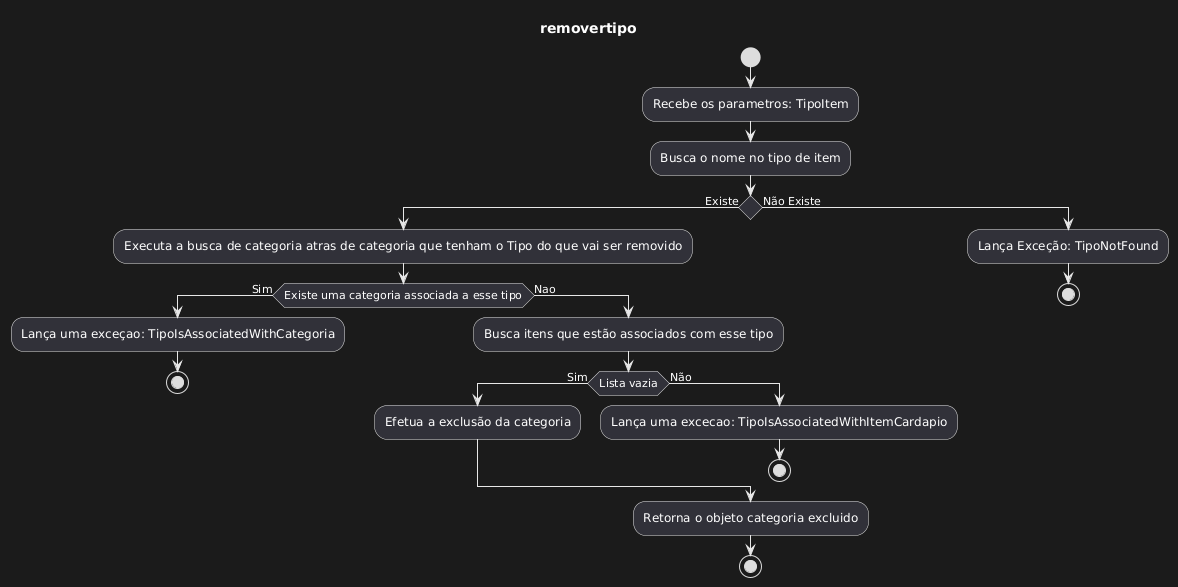 removertipo
Recebe os parametros: TipoItem
Busca o nome no tipo de item
Existe
Não Existe
Executa a busca de categoria atras de categoria que tenham o Tipo do que vai ser removido
Lança Exceção: TipoNotFound
Sim
Existe uma categoria associada a esse tipo
Nao
Lança uma exceçao: TipoIsAssociatedWithCategoria
Busca itens que estão associados com esse tipo
Sim
Lista vazia
Não
Efetua a exclusão da categoria
Lança uma excecao: TipoIsAssociatedWithItemCardapio
Retorna o objeto categoria excluido